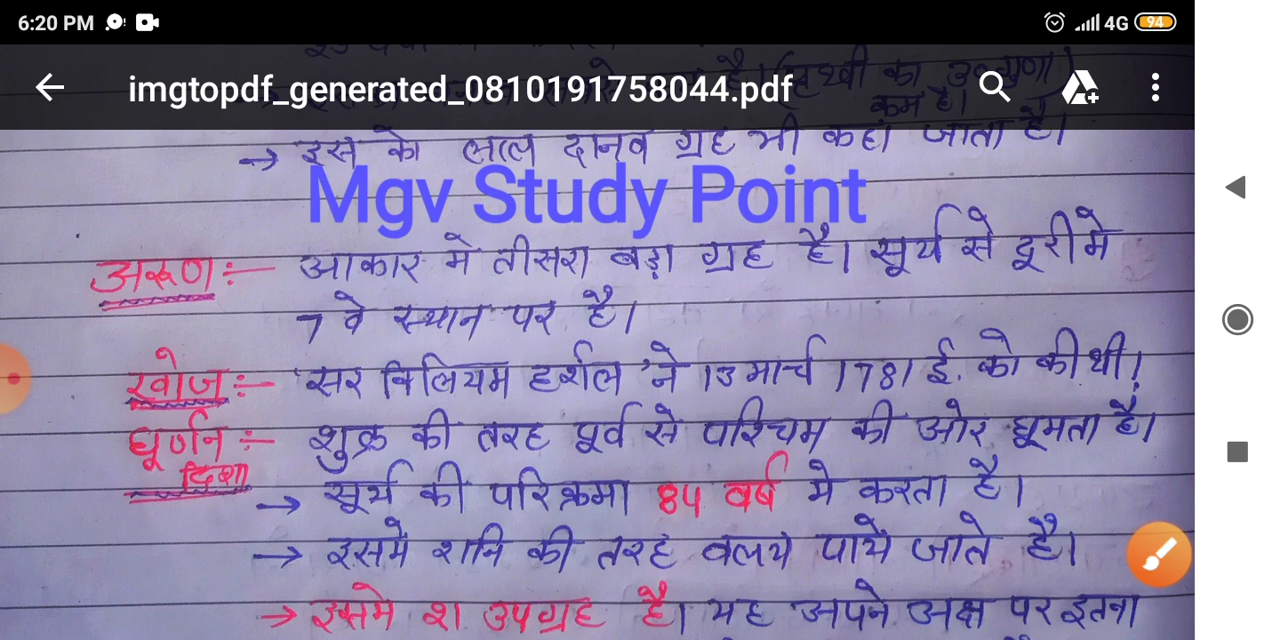 6:20 PM 4G 94
imgtopdf_generated_0810191758044.pdf
कम है।
→ इस को लाल दानव ग्रह भी कहा जाता है।
Mgv Study Point
अरूण :- आकार मे तीसरा बड़ा ग्रह है। सूर्य से दूरी मे
7 वे स्थान पर है।
खोज :- 'सर विलियम हर्शल' ने 13 मार्च 1781 ई. को की थी।
घूर्णन :- शुक्र की तरह पूर्व से पश्चिम की ओर घूमता है।
दिशा
→ सूर्य की परिक्रमा 84 वर्ष मे करता है।
→ इसमे शनि की तरह वलय पाये जाते है।
→ इसमे 21 उपग्रह है। यह अपने अक्ष पर इतना